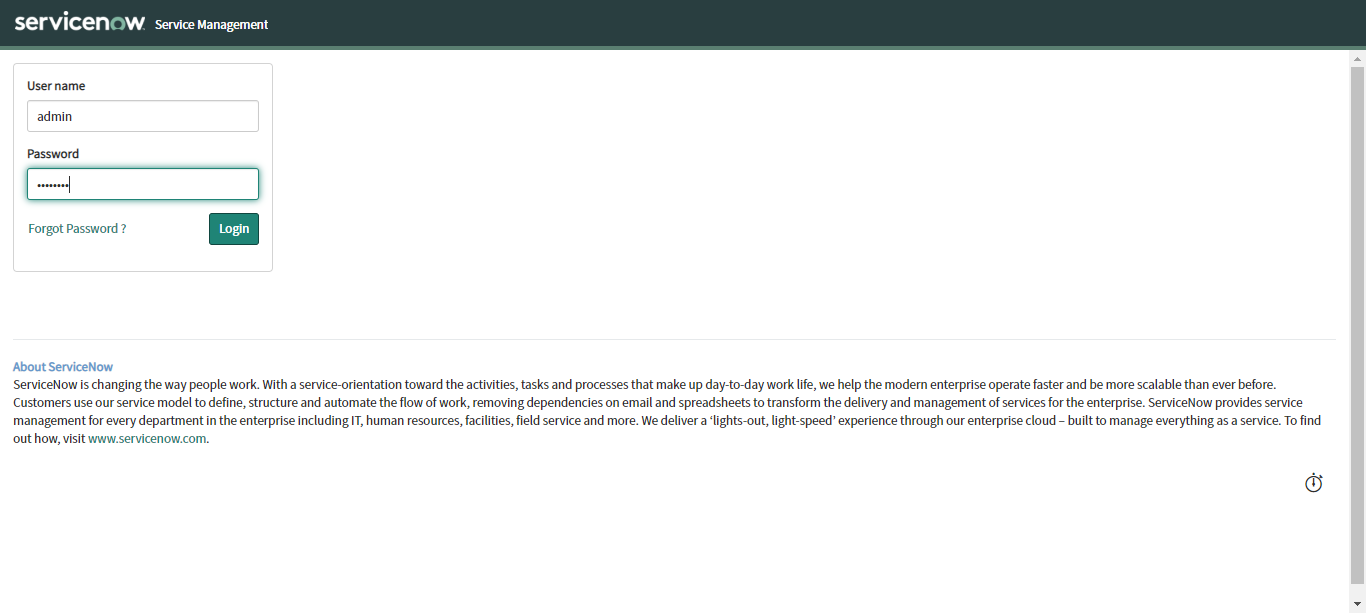 servicenow. Service Management
User name
admin
Password
••••••••
Forgot Password ?
Login
About ServiceNow
ServiceNow is changing the way people work. With a service-orientation toward the activities, tasks and processes that make up day-to-day work life, we help the modern enterprise operate faster and be more scalable than ever before.
Customers use our service model to define, structure and automate the flow of work, removing dependencies on email and spreadsheets to transform the delivery and management of services for the enterprise. ServiceNow provides service
management for every department in the enterprise including IT, human resources, facilities, field service and more. We deliver a ‘lights-out, light-speed’ experience through our enterprise cloud – built to manage everything as a service. To find
out how, visit www.servicenow.com.